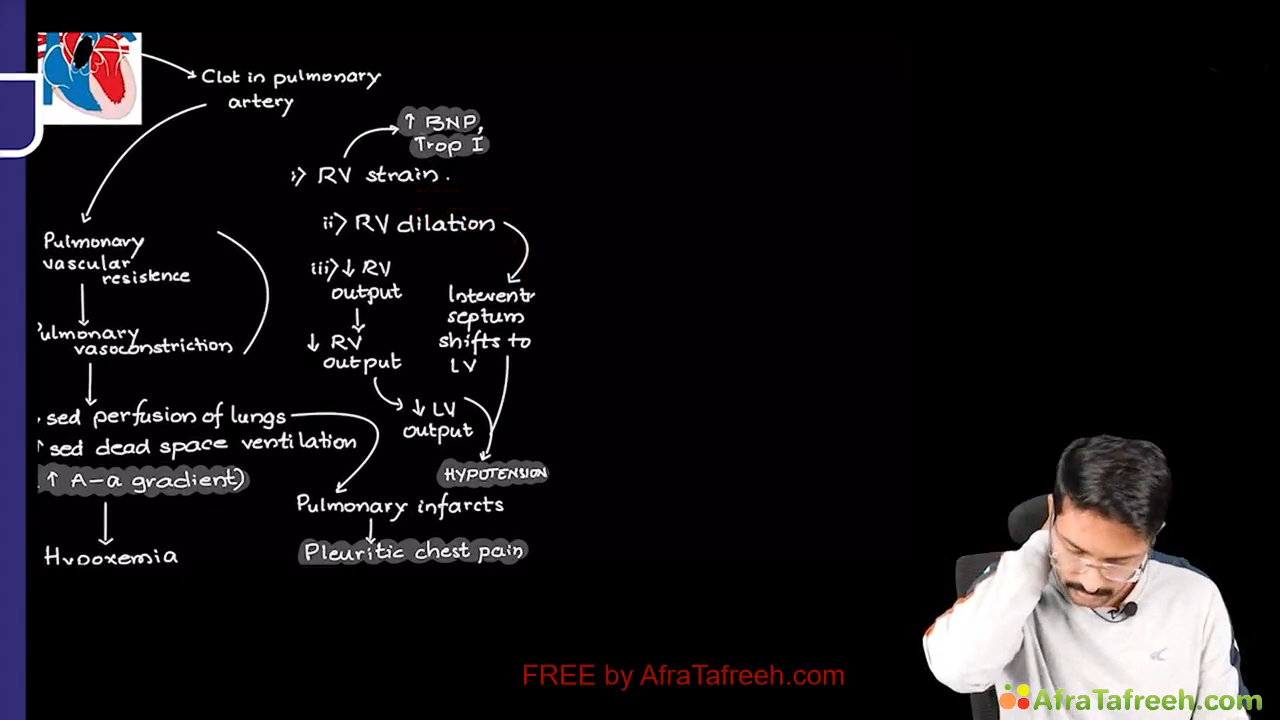 Clot in pulmonary
artery
↑ BNP,
Trop I
i> RV strain.
ii> RV dilation
Pulmonary
vascular
resistence
iii> ↓ RV
output
Interventr
septum
shifts to
LV
Pulmonary
vasoconstriction
↓ RV
output
sed perfusion of lungs
↑ sed dead space ventilation
↑ A-a gradient)
↓ LV
output
HYPOTENSION
Pulmonary infarcts
Pleuritic chest pain
Hypoxemia
FREE by AfraTafreeh.com
AfraTafreeh.com